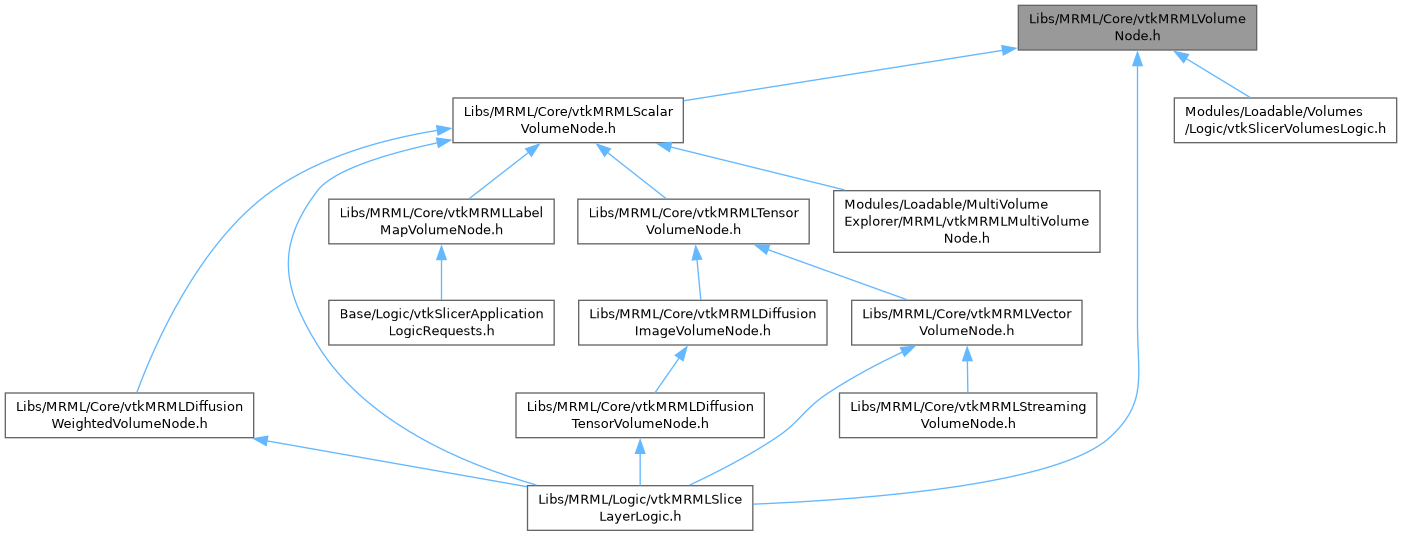 Libs/MRML/Core/vtkMRMLVolume
Node.h
Libs/MRML/Core/vtkMRMLScalar
VolumeNode.h
Modules/Loadable/Volumes
/Logic/vtkSlicerVolumesLogic.h
Libs/MRML/Core/vtkMRMLLabel
MapVolumeNode.h
Libs/MRML/Core/vtkMRMLTensor
VolumeNode.h
Modules/Loadable/MultiVolume
Explorer/MRML/vtkMRMLMultiVolume
Node.h
Base/Logic/vtkSlicerApplication
LogicRequests.h
Libs/MRML/Core/vtkMRMLDiffusion
ImageVolumeNode.h
Libs/MRML/Core/vtkMRMLVector
VolumeNode.h
Libs/MRML/Core/vtkMRMLDiffusion
WeightedVolumeNode.h
Libs/MRML/Core/vtkMRMLDiffusion
TensorVolumeNode.h
Libs/MRML/Core/vtkMRMLStreaming
VolumeNode.h
Libs/MRML/Logic/vtkMRMLSlice
LayerLogic.h